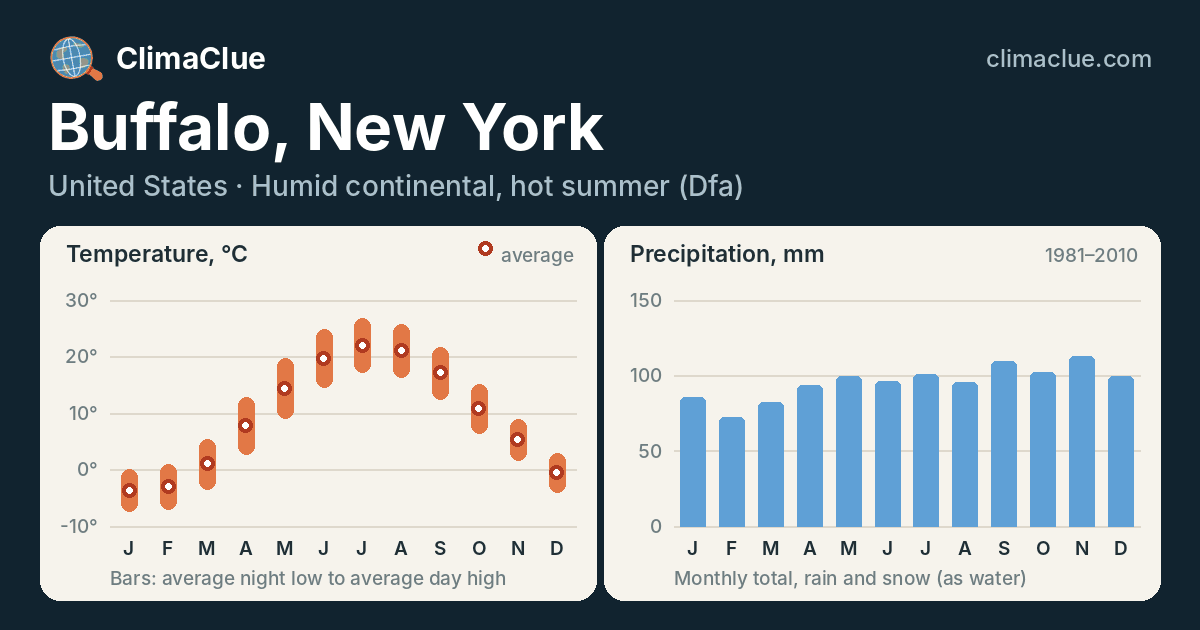 ClimaClue
climaclue.com
Buffalo, New York
United States · Humid continental, hot summer (Dfa)
Temperature, °C
average
30°
20°
10°
0°
-10°
J F M A M J J A S O N D
Bars: average night low to average day high
Precipitation, mm
1981–2010
150
100
50
0
J F M A M J J A S O N D
Monthly total, rain and snow (as water)